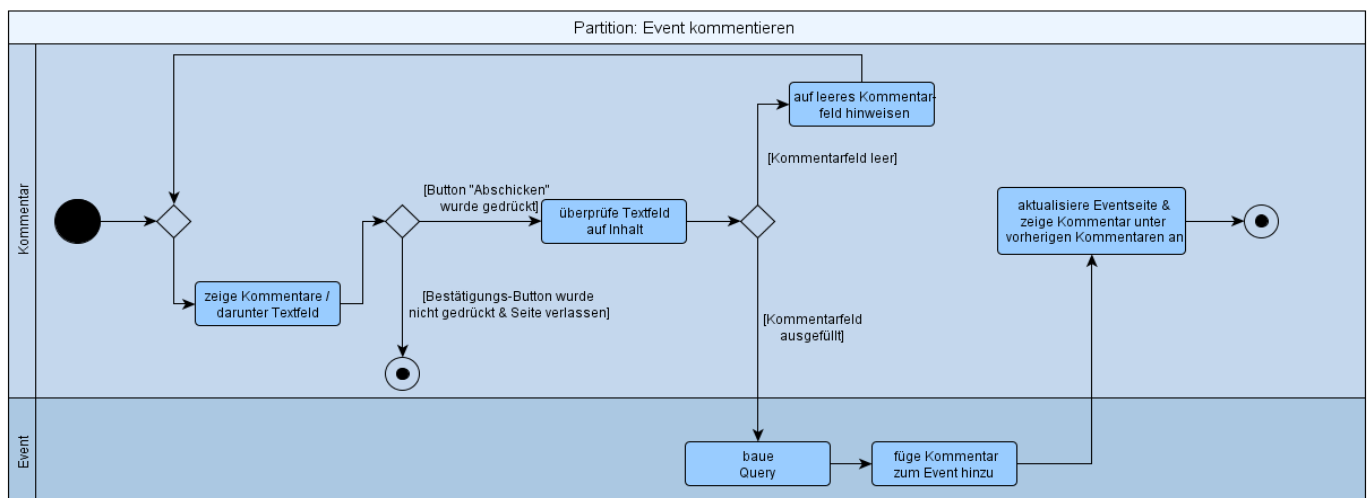 Partition: Event kommentieren
Kommentar
auf leeres Kommentar-
feld hinweisen
[Kommentarfeld leer]
[Button "Abschicken"
wurde gedrückt]
überprüfe Textfeld
auf Inhalt
aktualisiere Eventseite &
zeige Kommentar unter
vorherigen Kommentaren an
zeige Kommentare /
darunter Textfeld
[Bestätigungs-Button wurde
nicht gedrückt & Seite verlassen]
[Kommentarfeld
ausgefüllt]
Event
baue
Query
füge Kommentar
zum Event hinzu